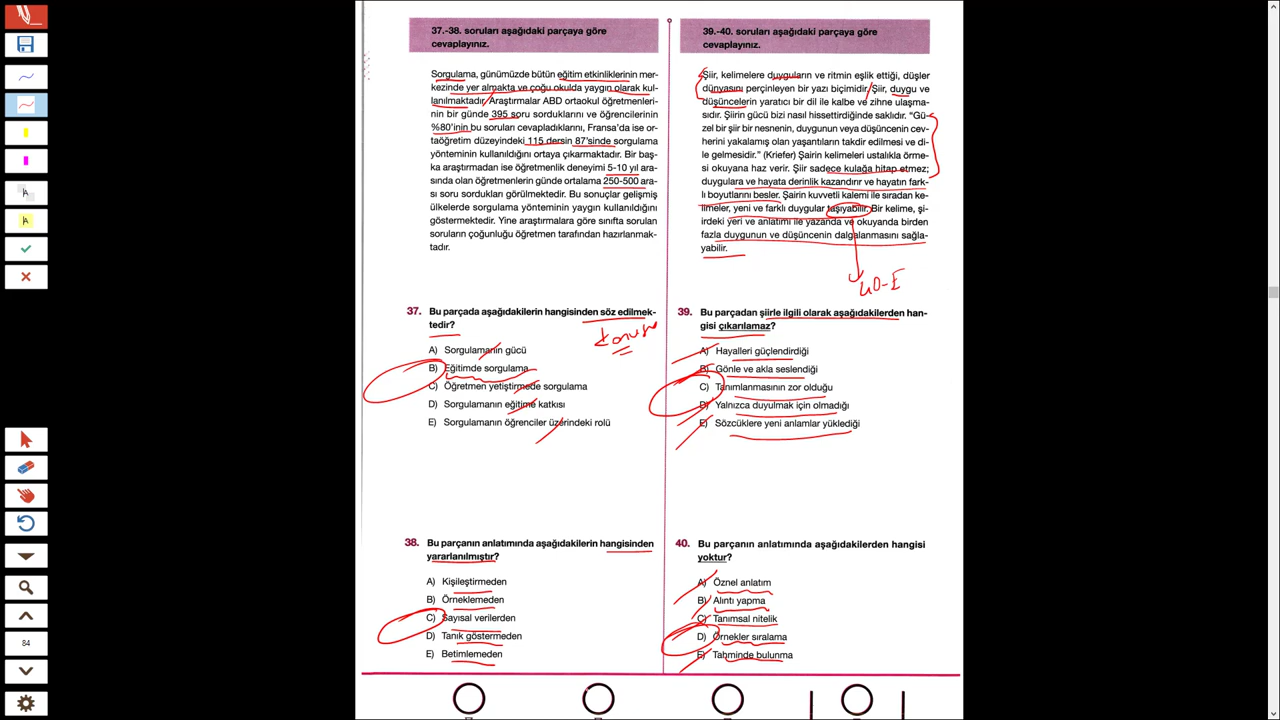 37.-38. soruları aşağıdaki parçaya göre
cevaplayınız.
Sorgulama, günümüzde bütün eğitim etkinliklerinin mer-
kezinde yer almakta ve çoğu okulda yaygın olarak kul-
lanılmaktadır. Araştırmalar ABD ortaokul öğretmenleri-
nin bir günde 395 soru sorduklarını ve öğrencilerinin
%80'inin bu soruları cevapladıklarını, Fransa'da ise or-
taöğretim düzeyindeki 115 dersin 87'sinde sorgulama
yönteminin kullanıldığını ortaya çıkarmaktadır. Bir baş-
ka araştırmadan ise öğretmenlik deneyimi 5-10 yıl ara-
sında olan öğretmenlerin günde ortalama 250-500 ara-
sı soru sordukları görülmektedir. Bu sonuçlar gelişmiş
ülkelerde sorgulama yönteminin yaygın kullanıldığını
göstermektedir. Yine araştırmalara göre sınıfta sorulan
soruların çoğunluğu öğretmen tarafından hazırlanmak-
tadır.
37. Bu parçada aşağıdakilerin hangisinden söz edilmek-
tedir?
konu
A) Sorgulamanın gücü
B) Eğitimde sorgulama
C) Öğretmen yetiştirmede sorgulama
D) Sorgulamanın eğitime katkısı
E) Sorgulamanın öğrenciler üzerindeki rolü
38. Bu parçanın anlatımında aşağıdakilerin hangisinden
yararlanılmıştır?
A) Kişileştirmeden
B) Örneklemeden
C) Sayısal verilerden
D) Tanık göstermeden
E) Betimlemeden
39.-40. soruları aşağıdaki parçaya göre
cevaplayınız.
Şiir, kelimelere duyguların ve ritmin eşlik ettiği, düşler
dünyasını perçinleyen bir yazı biçimidir. Şiir, duygu ve
düşüncelerin yaratıcı bir dil ile kalbe ve zihne ulaşma-
sıdır. Şiirin gücü bizi nasıl hissettirdiğinde saklıdır. "Gü-
zel bir şiir bir nesnenin, duygunun veya düşüncenin cev-
herini yakalamış olan yaşantıların takdir edilmesi ve di-
le gelmesidir." (Kriefer) Şairin kelimeleri ustalıkla örme-
si okuyana haz verir. Şiir sadece kulağa hitap etmez;
duygulara ve hayata derinlik kazandırır ve hayatın fark-
lı boyutlarını besler. Şairin kuvvetli kalemi ile sıradan ke-
limeler, yeni ve farklı duygular taşıyabilir. Bir kelime, şi-
irdeki yeri ve anlatımı ile yazanda ve okuyanda birden
fazla duygunun ve düşüncenin dalgalanmasını sağla-
yabilir.
40-E
39. Bu parçadan şiirle ilgili olarak aşağıdakilerden han-
gisi çıkarılamaz?
A) Hayalleri güçlendirdiği
B) Gönle ve akla seslendiği
C) Tanımlanmasının zor olduğu
D) Yalnızca duyulmak için olmadığı
E) Sözcüklere yeni anlamlar yüklediği
40. Bu parçanın anlatımında aşağıdakilerden hangisi
yoktur?
A) Öznel anlatım
B) Alıntı yapma
C) Tanımsal nitelik
D) Örnekler sıralama
E) Tahminde bulunma
84